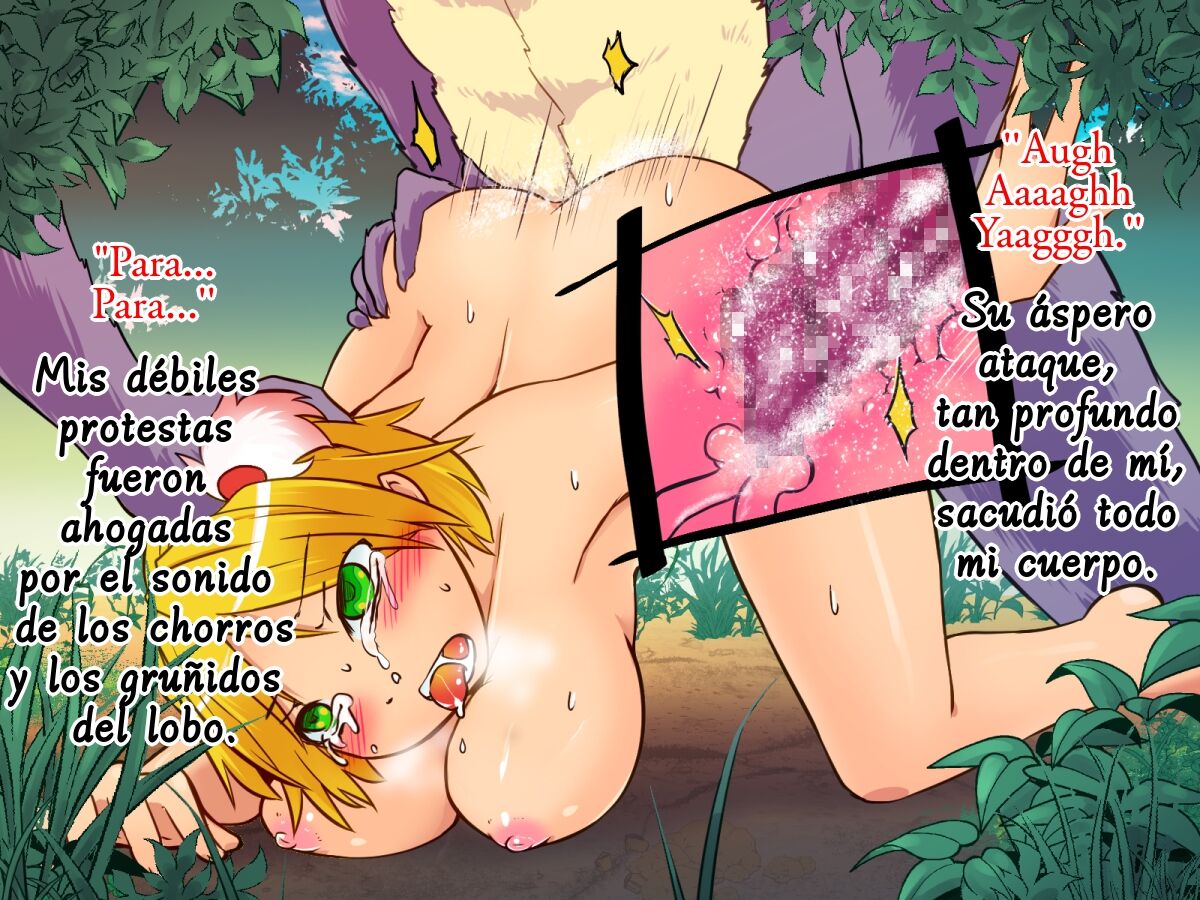 "Para...
Para..."
Mis débiles
protestas
fueron
ahogadas
por el sonido
de los chorros
y los gruñidos
del lobo.
"Augh
Aaaaghh
Yaagggh."
Su áspero
ataque,
tan profundo
dentro de mí,
sacudió todo
mi cuerpo.